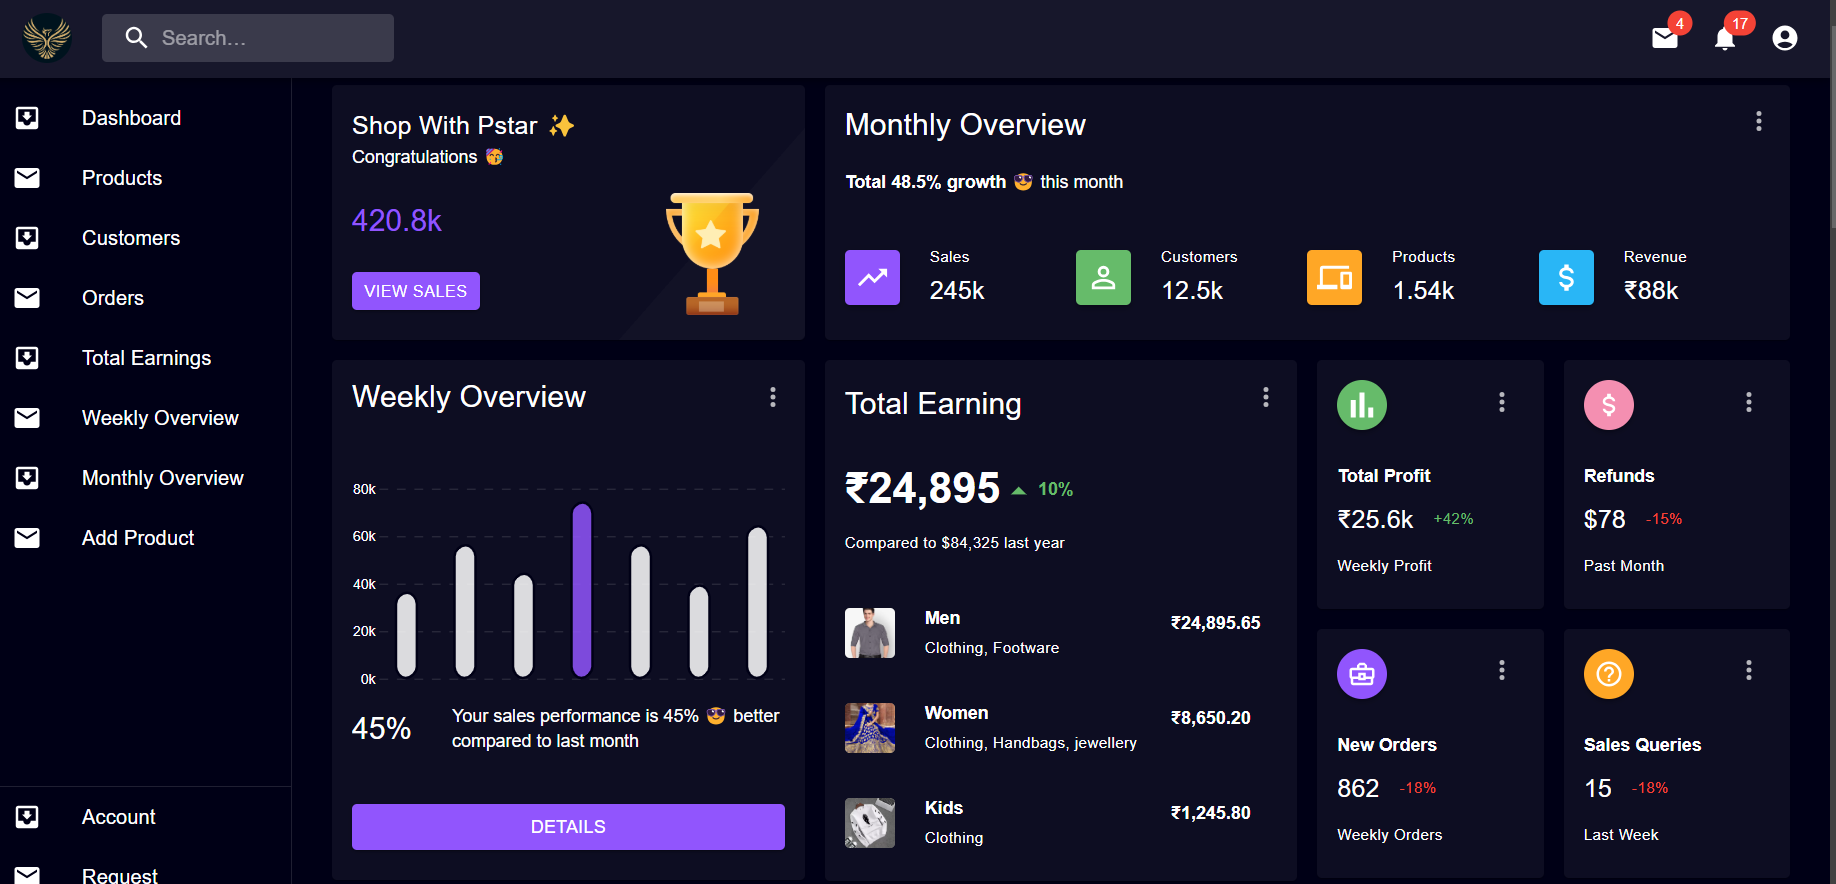 Search…
4
17
Dashboard
Products
Customers
Orders
Total Earnings
Weekly Overview
Monthly Overview
Add Product
Account
Request
Shop With Pstar ✨
Congratulations 🥳
420.8k
VIEW SALES
Monthly Overview
Total 48.5% growth 😎 this month
Sales
245k
Customers
12.5k
Products
1.54k
Revenue
₹88k
Weekly Overview
80k
60k
40k
20k
0k
45%
Your sales performance is 45% 😎 better
compared to last month
DETAILS
Total Earning
₹24,895
10%
Compared to $84,325 last year
Men
Clothing, Footware
₹24,895.65
Women
Clothing, Handbags, jewellery
₹8,650.20
Kids
Clothing
₹1,245.80
Total Profit
₹25.6k +42%
Weekly Profit
Refunds
$78 -15%
Past Month
New Orders
862 -18%
Weekly Orders
Sales Queries
15 -18%
Last Week